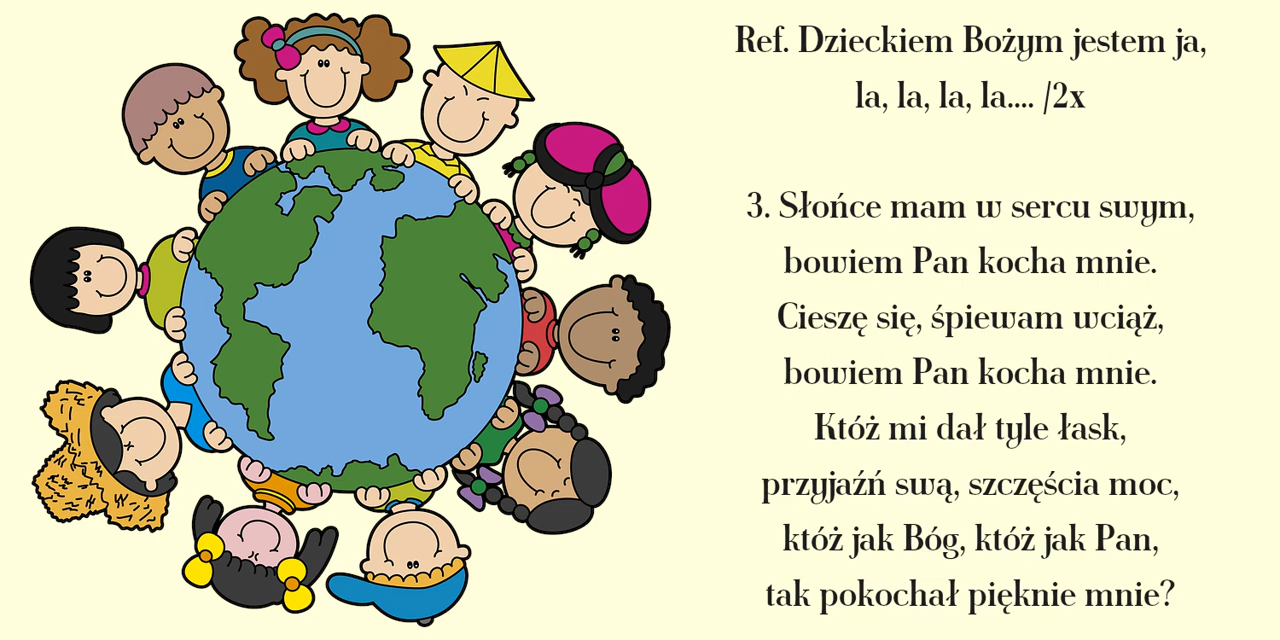 Ref. Dzieckiem Bożym jestem ja,
la, la, la, la.... /2x
3. Słońce mam w sercu swym,
bowiem Pan kocha mnie.
Cieszę się, śpiewam wciąż,
bowiem Pan kocha mnie.
Któż mi dał tyle łask,
przyjaźń swą, szczęścia moc,
któż jak Bóg, któż jak Pan,
tak pokochał pięknie mnie?